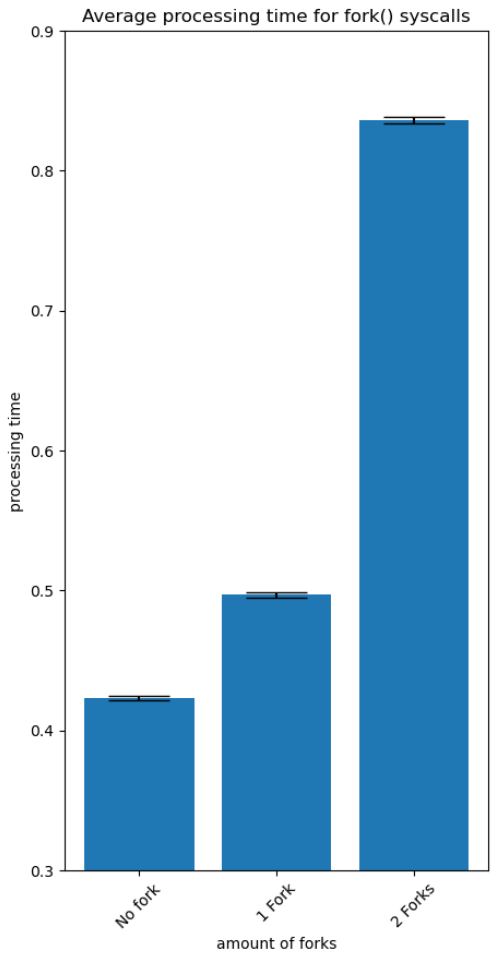 Average processing time for fork() syscalls
0.9
0.8
0.7
0.6
0.5
0.4
0.3
processing time
No fork
1 Fork
2 Forks
amount of forks